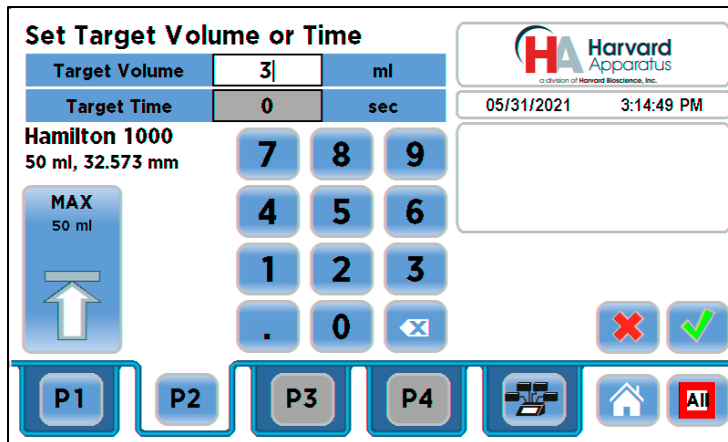 Set Target Volume or Time
Target Volume 3 ml
Target Time 0 sec
Hamilton 1000
50 ml, 32.573 mm
MAX
50 ml
7 8 9
4 5 6
1 2 3
. 0
HA Harvard
Apparatus
a division of Harvard Bioscience, Inc.
05/31/2021 3:14:49 PM
P1 P2 P3 P4 All